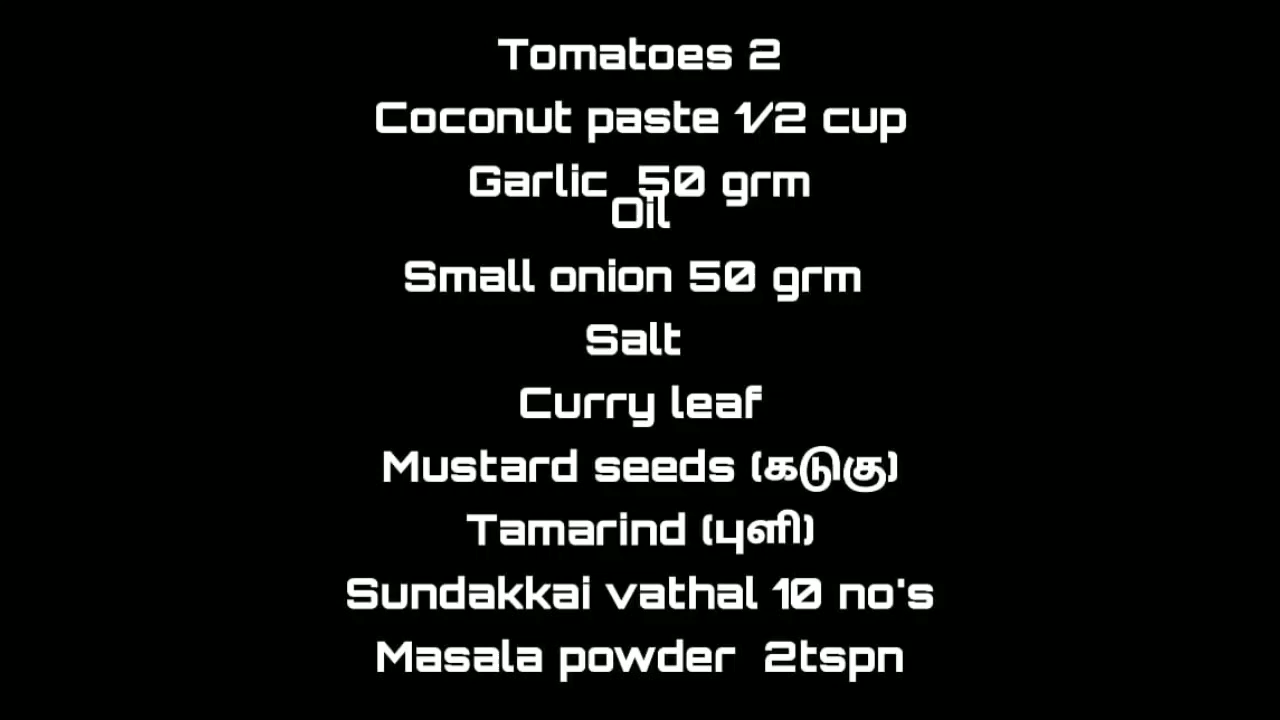 Tomatoes 2
Coconut paste 1/2 cup
Garlic  50 grm
Oil
Small onion 50 grm
Salt
Curry leaf
Mustard seeds (கடுகு)
Tamarind (புளி)
Sundakkai vathal 10 no's
Masala powder  2tspn